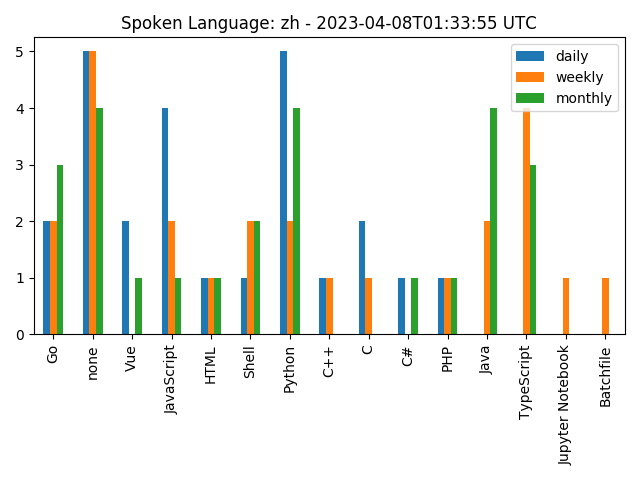 Spoken Language: zh - 2023-04-08T01:33:55 UTC
daily
weekly
monthly
5
4
3
2
1
0
Go
none
Vue
JavaScript
HTML
Shell
Python
C++
C
C#
PHP
Java
TypeScript
Jupyter Notebook
Batchfile